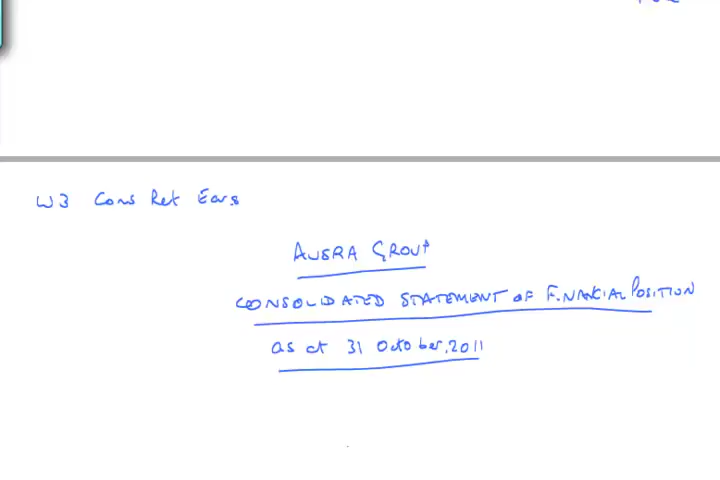 W3 Cons Ret Ears
AUSRA GROUP
CONSOLIDATED STATEMENT OF FINANCIAL POSITION
as at 31 October, 2011